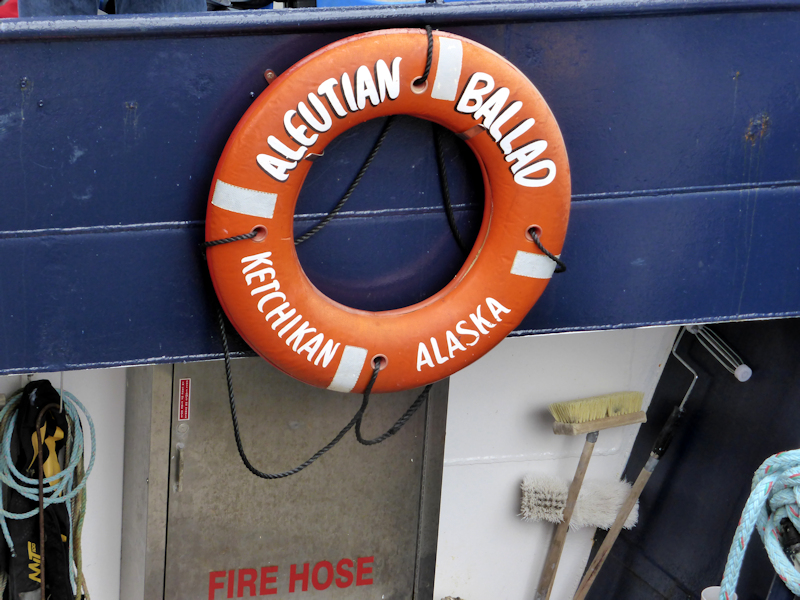 ALEUTIAN BALLAD
KETCHIKAN ALASKA
FIRE HOSE